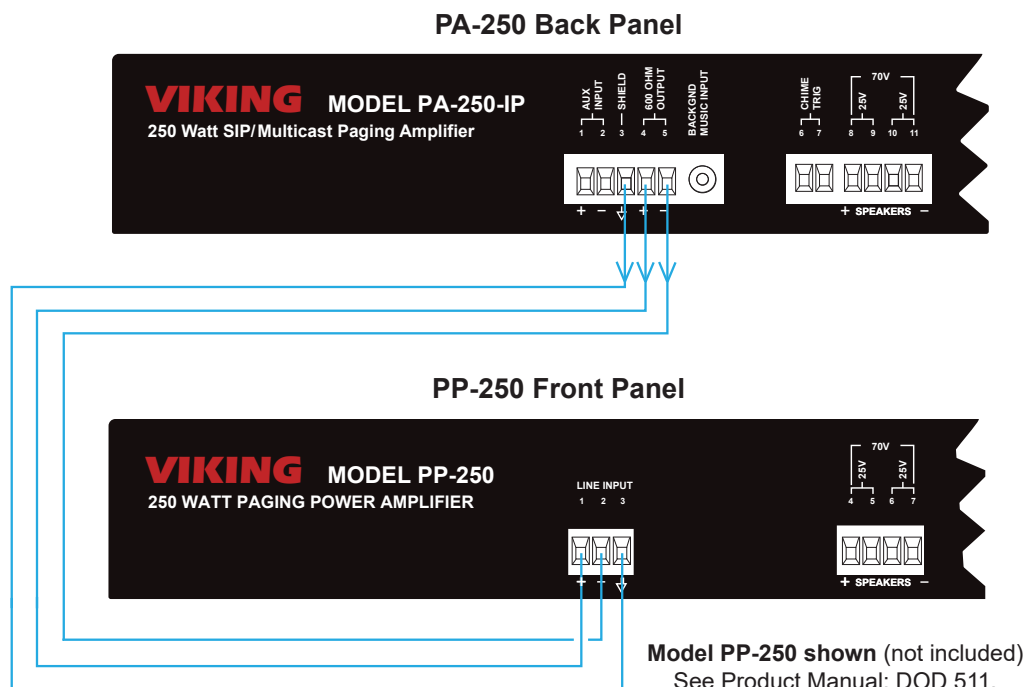 PA-250 Back Panel
VIKING MODEL PA-250-IP
250 Watt SIP/Multicast Paging Amplifier
AUX INPUT
SHIELD
600 OHM OUTPUT
BACKGND MUSIC INPUT
1 2 3 4 5
+ – + –
CHIME TRIG
70V
25V 25V
6 7 8 9 10 11
+ SPEAKERS –
PP-250 Front Panel
VIKING MODEL PP-250
250 WATT PAGING POWER AMPLIFIER
LINE INPUT
1 2 3
+ –
70V
25V 25V
4 5 6 7
+ SPEAKERS –
Model PP-250 shown (not included)
See Product Manual: DOD 511.